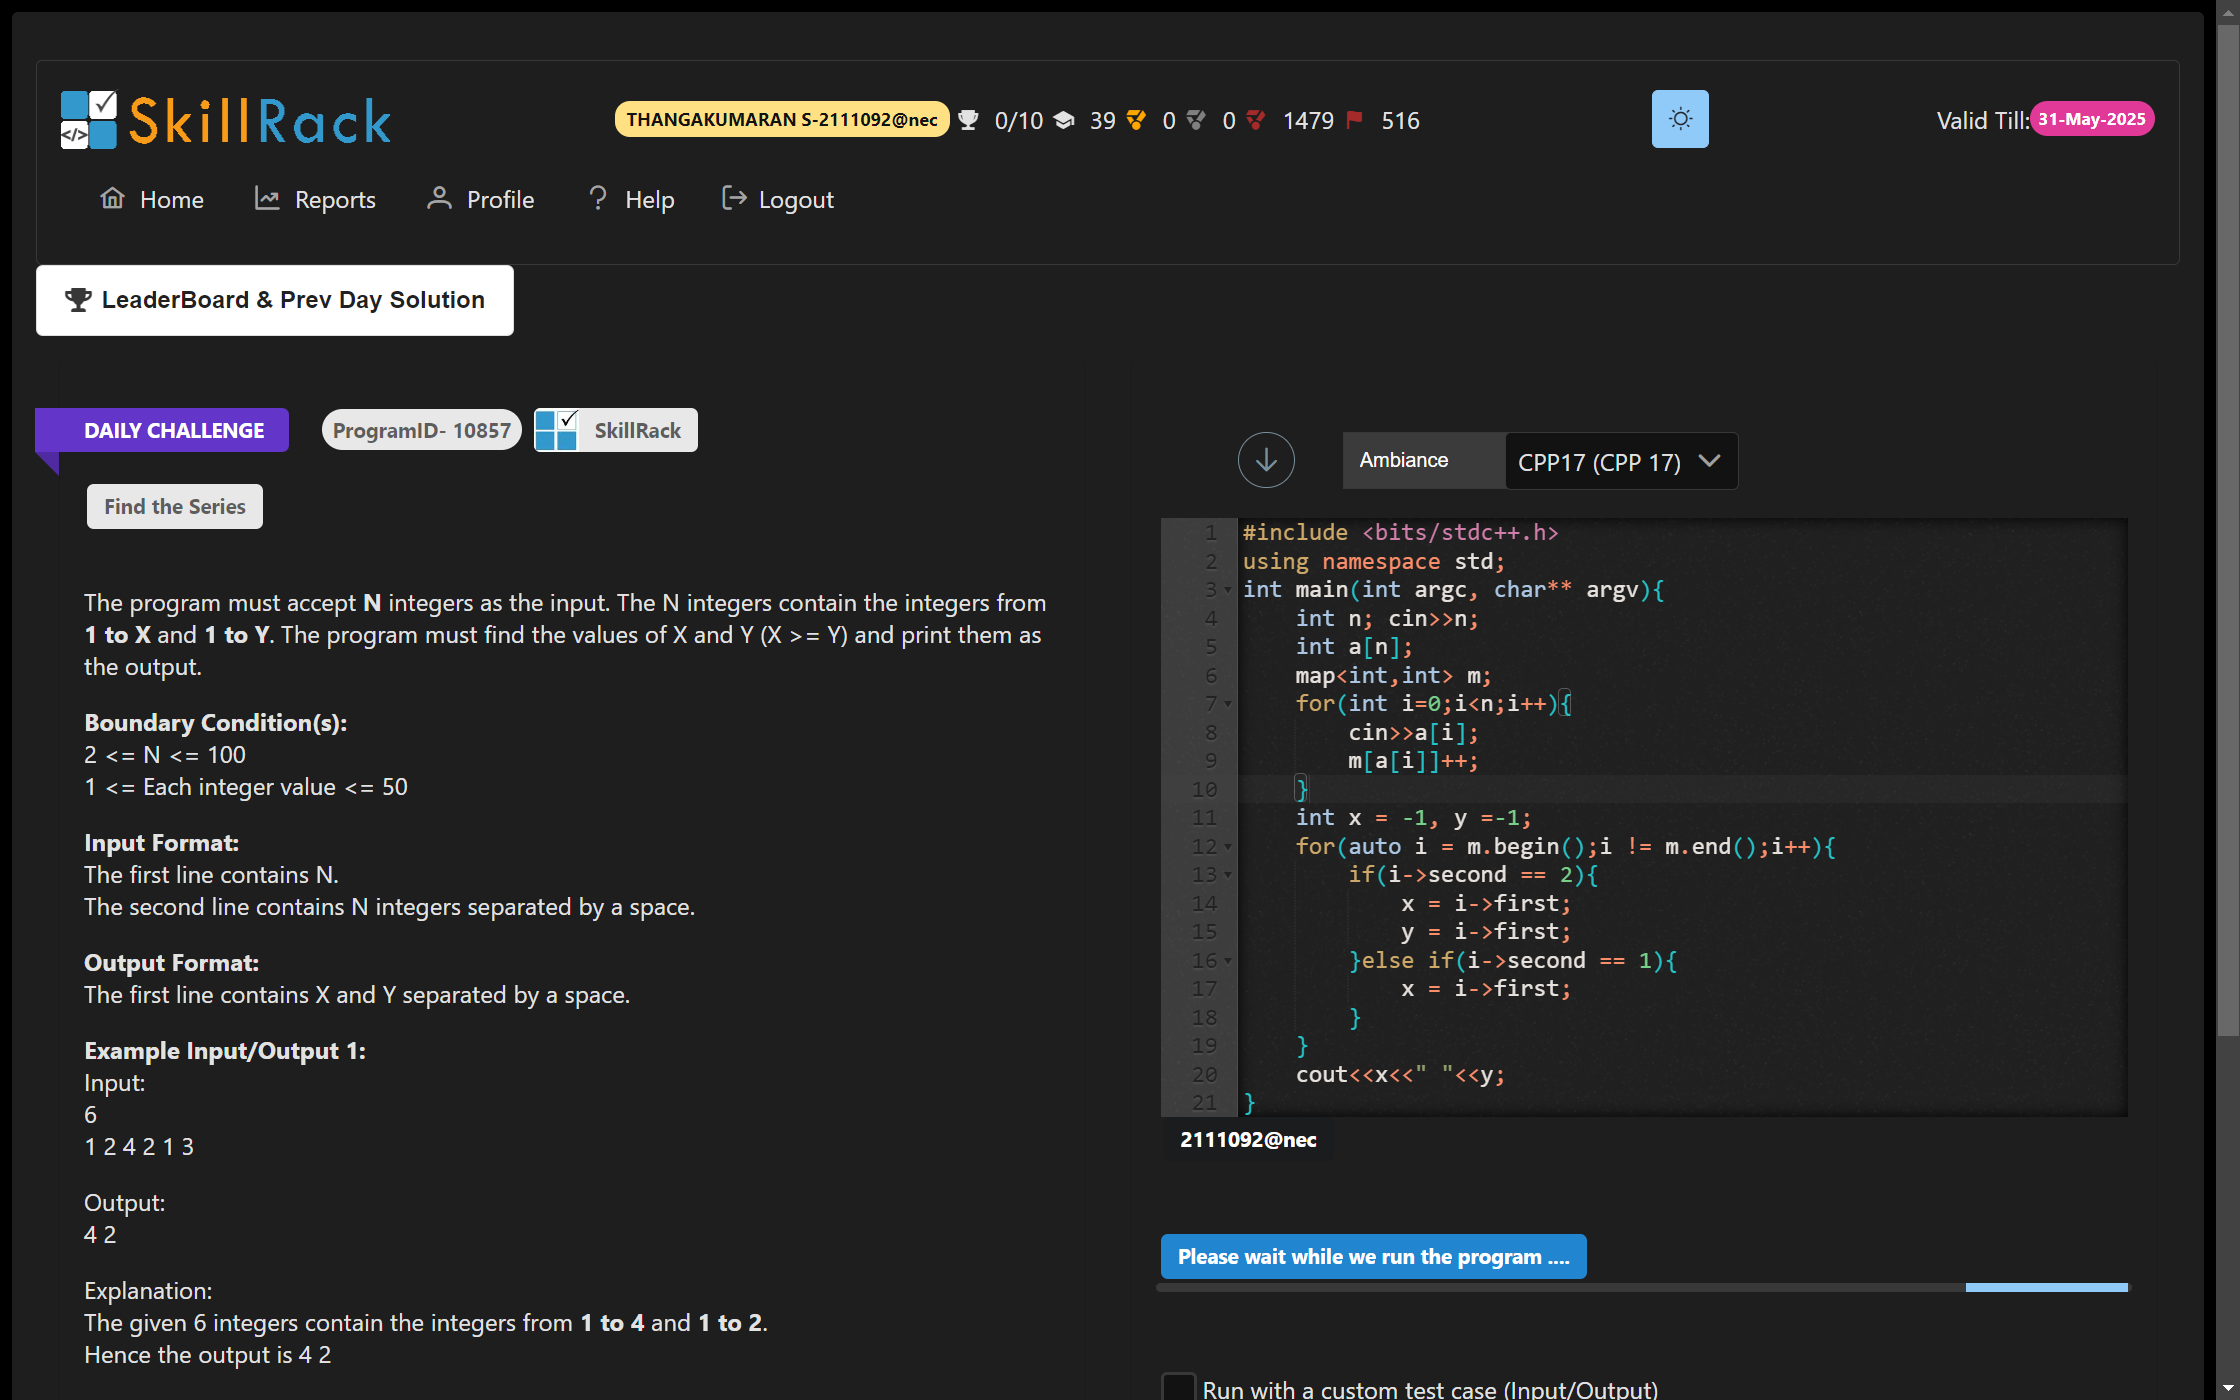 SkillRack
THANGAKUMARAN S-2111092@nec 0/10 39 0 0 1479 516
Valid Till: 31-May-2025
Home Reports Profile Help Logout
LeaderBoard & Prev Day Solution
DAILY CHALLENGE ProgramID- 10857 SkillRack
Find the Series
The program must accept N integers as the input. The N integers contain the integers from
1 to X and 1 to Y. The program must find the values of X and Y (X >= Y) and print them as
the output.
Boundary Condition(s):
2 <= N <= 100
1 <= Each integer value <= 50
Input Format:
The first line contains N.
The second line contains N integers separated by a space.
Output Format:
The first line contains X and Y separated by a space.
Example Input/Output 1:
Input:
6
1 2 4 2 1 3
Output:
4 2
Explanation:
The given 6 integers contain the integers from 1 to 4 and 1 to 2.
Hence the output is 4 2
Ambiance CPP17 (CPP 17)
1 #include <bits/stdc++.h>
2 using namespace std;
3 int main(int argc, char** argv){
4 int n; cin>>n;
5 int a[n];
6 map<int,int> m;
7 for(int i=0;i<n;i++){
8 cin>>a[i];
9 m[a[i]]++;
10 }
11 int x = -1, y =-1;
12 for(auto i = m.begin();i != m.end();i++){
13 if(i->second == 2){
14 x = i->first;
15 y = i->first;
16 }else if(i->second == 1){
17 x = i->first;
18 }
19 }
20 cout<<x<<" "<<y;
21 }
2111092@nec
Please wait while we run the program ....
Run with a custom test case (Input/Output)